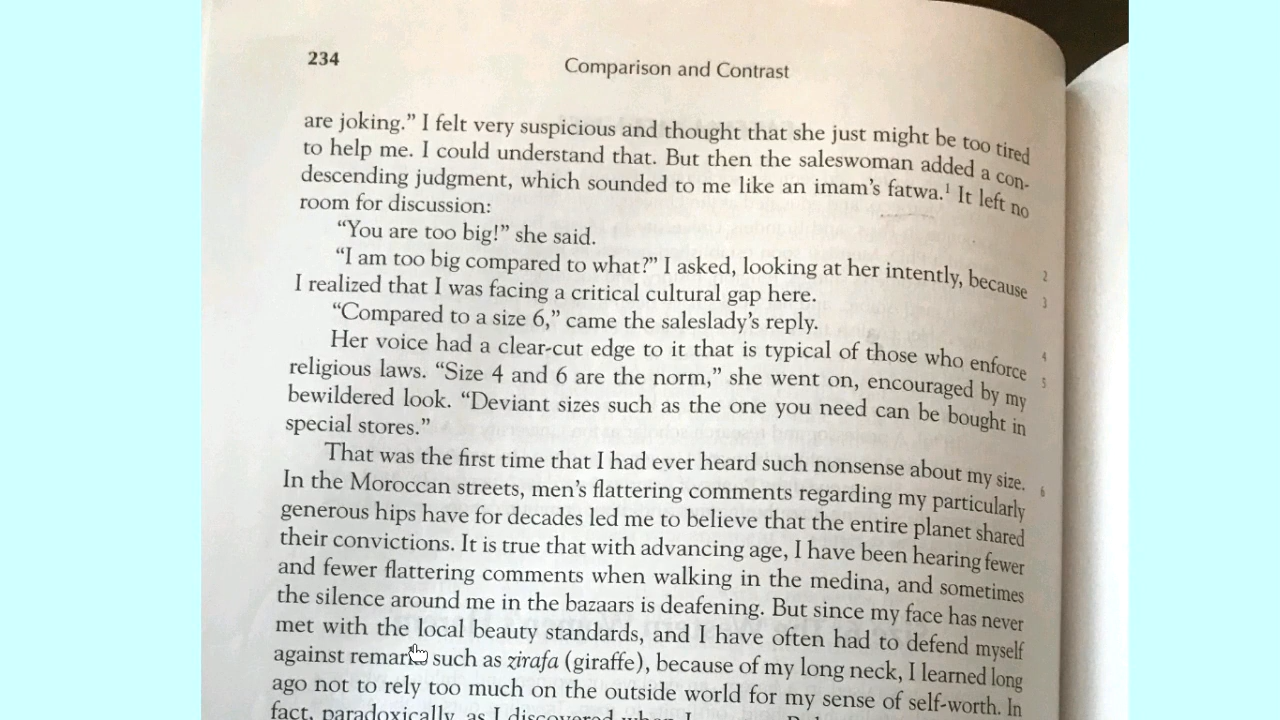 234
Comparison and Contrast
are joking.” I felt very suspicious and thought that she just might be too tired
to help me. I could understand that. But then the saleswoman added a con-
descending judgment, which sounded to me like an imam’s fatwa.¹ It left no
room for discussion:
“You are too big!” she said.
2
“I am too big compared to what?” I asked, looking at her intently, because
3
I realized that I was facing a critical cultural gap here.
“Compared to a size 6,” came the saleslady’s reply.
4
Her voice had a clear-cut edge to it that is typical of those who enforce
5
religious laws. “Size 4 and 6 are the norm,” she went on, encouraged by my
bewildered look. “Deviant sizes such as the one you need can be bought in
special stores.”
That was the first time that I had ever heard such nonsense about my size.
6
In the Moroccan streets, men’s flattering comments regarding my particularly
generous hips have for decades led me to believe that the entire planet shared
their convictions. It is true that with advancing age, I have been hearing fewer
and fewer flattering comments when walking in the medina, and sometimes
the silence around me in the bazaars is deafening. But since my face has never
met with the local beauty standards, and I have often had to defend myself
against remarks such as zirafa (giraffe), because of my long neck, I learned long
ago not to rely too much on the outside world for my sense of self-worth. In
fact, paradoxically, as I discovered when I